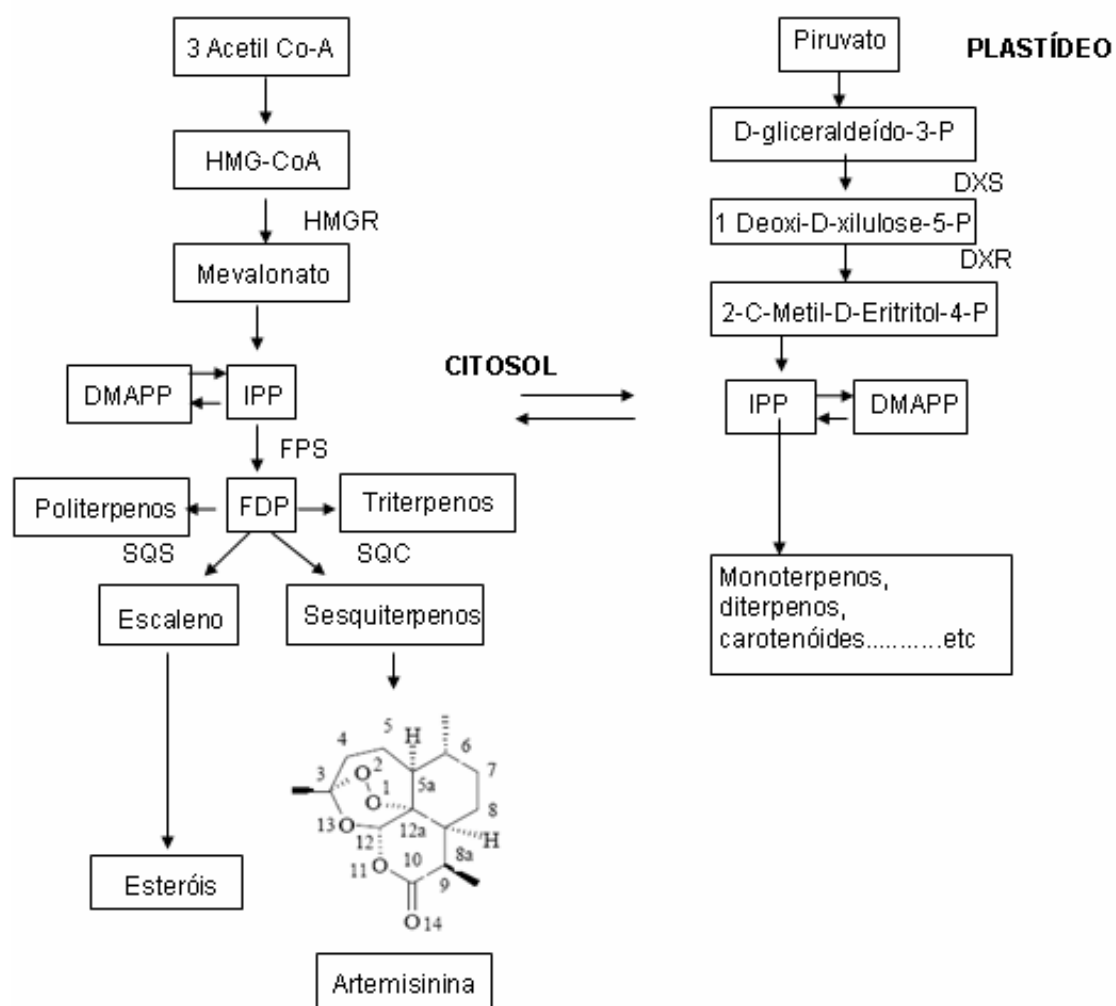 3 Acetil Co-A
HMG-CoA
HMGR
Mevalonato
DMAPP
IPP
FPS
Politerpenos
FDP
Triterpenos
SQS
SQC
Escaleno
Sesquiterpenos
Esteróis
5
H
4
6
3
O
2
7
5a
O
1
8
13
O
12
12a
H
11
O
10
8a
9
O
14
Artemisinina
CITOSOL
Piruvato
PLASTÍDEO
D-gliceraldeído-3-P
DXS
1 Deoxi-D-xilulose-5-P
DXR
2-C-Metil-D-Eritritol-4-P
IPP
DMAPP
Monoterpenos,
diterpenos,
carotenóides..........etc